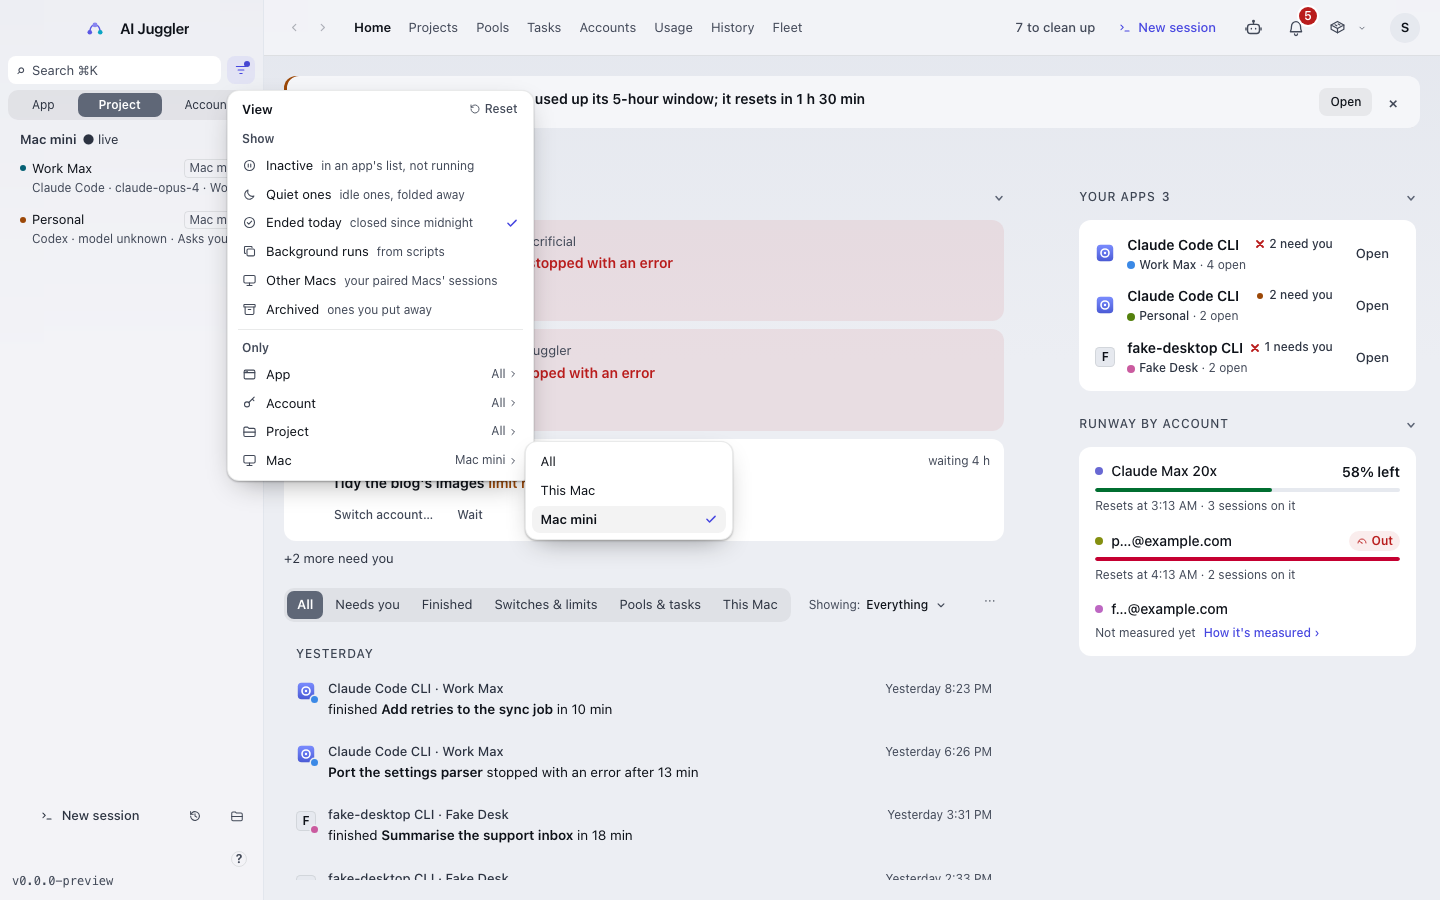 AI Juggler
Home Projects Pools Tasks Accounts Usage History Fleet
7 to clean up
New session
5
S
Search ⌘K
App Project
Mac mini live
Work Max
Claude Code · claude-opus-4 ·
Personal
Codex · model unknown · Asks you
View Reset
Show
Inactive in an app's list, not running
Quiet ones idle ones, folded away
Ended today closed since midnight
Background runs from scripts
Other Macs your paired Macs' sessions
Archived ones you put away
Only
App All ›
Account All ›
Project All ›
Mac Mac mini ›
All
This Mac
Mac mini
used up its 5-hour window; it resets in 1 h 30 min
Open ×
stopped with an error
with an error
waiting 4 h
Tidy the blog's images limit
Switch account… Wait
+2 more need you
All Needs you Finished Switches & limits Pools & tasks This Mac
Showing: Everything
YESTERDAY
Claude Code CLI · Work Max Yesterday 8:23 PM
finished Add retries to the sync job in 10 min
Claude Code CLI · Work Max Yesterday 6:26 PM
Port the settings parser stopped with an error after 13 min
F
fake-desktop CLI · Fake Desk Yesterday 3:31 PM
finished Summarise the support inbox in 18 min
fake-desktop CLI · Fake Desk Yesterday 2:33 PM
YOUR APPS 3
Claude Code CLI 2 need you
Work Max · 4 open
Open
Claude Code CLI 2 need you
Personal · 2 open
Open
F
fake-desktop CLI 1 needs you
Fake Desk · 2 open
Open
RUNWAY BY ACCOUNT
Claude Max 20x 58% left
Resets at 3:13 AM · 3 sessions on it
p...@example.com Out
Resets at 4:13 AM · 2 sessions on it
f...@example.com
Not measured yet How it's measured ›
New session
?
v0.0.0-preview